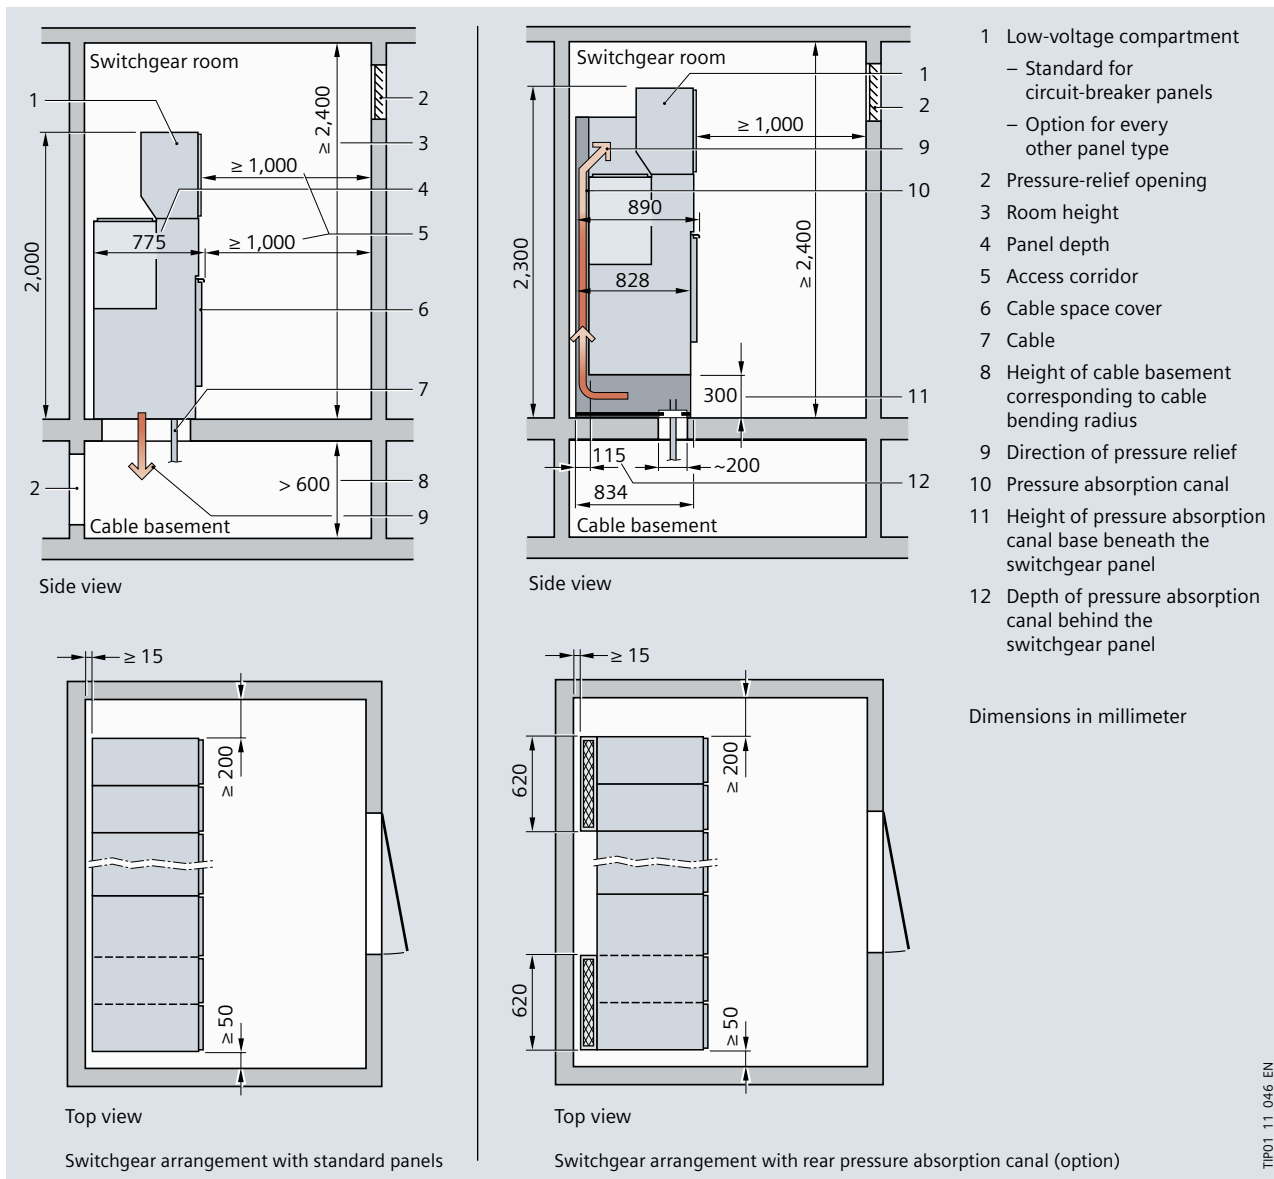 Switchgear room
1
2
≥ 2,400
3
≥ 1,000
4
775
≥ 1,000
5
2,000
6
7
> 600
8
2
9
Cable basement
Side view
≥ 15
≥ 200
≥ 50
Top view
Switchgear arrangement with standard panels
Switchgear room
1
2
≥ 1,000
9
10
890
2,300
≥ 2,400
828
300
11
115
~200
12
834
Cable basement
Side view
≥ 15
620
≥ 200
620
≥ 50
Top view
Switchgear arrangement with rear pressure absorption canal (option)
1 Low-voltage compartment
– Standard for
circuit-breaker panels
– Option for every
other panel type
2 Pressure-relief opening
3 Room height
4 Panel depth
5 Access corridor
6 Cable space cover
7 Cable
8 Height of cable basement
corresponding to cable
bending radius
9 Direction of pressure relief
10 Pressure absorption canal
11 Height of pressure absorption
canal base beneath the
switchgear panel
12 Depth of pressure absorption
canal behind the
switchgear panel
Dimensions in millimeter
TIP01_11_046_EN